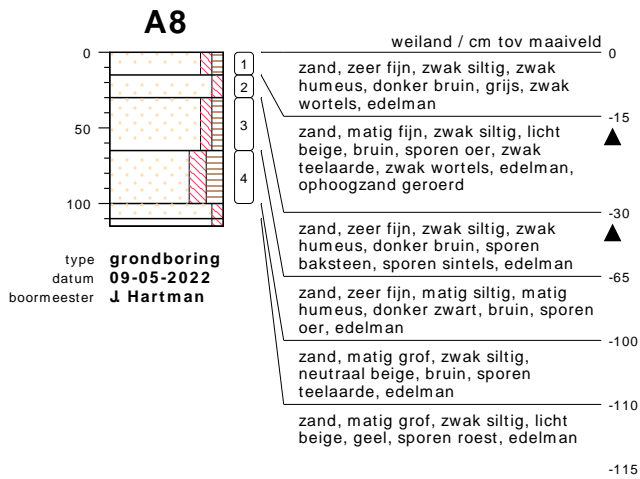 A8
weiland / cm tov maaiveld
0
50
100
1
2
3
4
0
zand, zeer fijn, zwak siltig, zwak
humeus, donker bruin, grijs, zwak
wortels, edelman
-15
zand, matig fijn, zwak siltig, licht
beige, bruin, sporen oer, zwak
teelaarde, zwak wortels, edelman,
ophoogzand geroerd
-30
zand, zeer fijn, zwak siltig, zwak
humeus, donker bruin, sporen
baksteen, sporen sintels, edelman
-65
zand, zeer fijn, matig siltig, matig
humeus, donker zwart, bruin, sporen
oer, edelman
-100
zand, matig grof, zwak siltig,
neutraal beige, bruin, sporen
teelaarde, edelman
-110
zand, matig grof, zwak siltig, licht
beige, geel, sporen roest, edelman
-115
type grondboring
datum 09-05-2022
boormeester J. Hartman